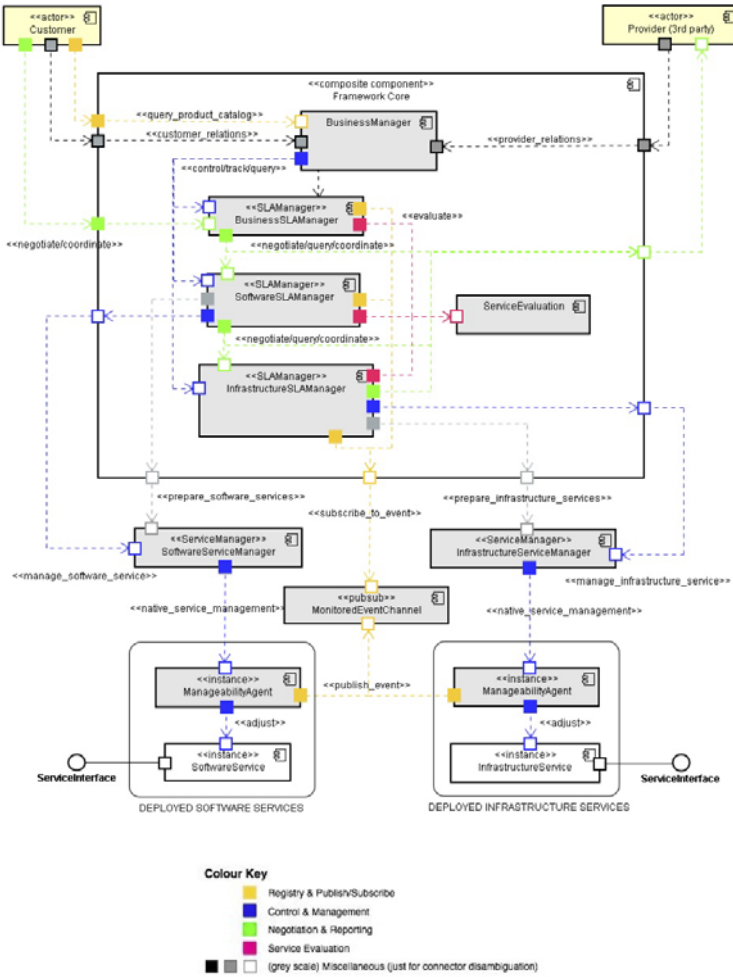 <<actor>>
Customer
<<actor>>
Provider (3rd party)
<<composite component>>
Framework Core
<<query_product_catalog>>
BusinessManager
<<customer_relations>>
<<provider_relations>>
<<control/track/query>>
<<SLAManager>>
BusinessSLAManager
<<evaluate>>
<<negotiate/coordinate>>
<<negotiate/query/coordinate>>
<<SLAManager>>
SoftwareSLAManager
ServiceEvaluation
<<negotiate/query/coordinate>>
<<SLAManager>>
InfrastructureSLAManager
<<prepare_software_services>>
<<prepare_infrastructure_services>>
<<subscribe_to_event>>
<<ServiceManager>>
SoftwareServiceManager
<<ServiceManager>>
InfrastructureServiceManager
<<manage_software_service>>
<<manage_infrastructure_service>>
<<pubsub>>
MonitoredEventChannel
<<native_service_management>>
<<native_service_management>>
<<instance>>
ManageabilityAgent
<<publish_event>>
<<instance>>
ManageabilityAgent
<<adjust>>
<<adjust>>
<<instance>>
SoftwareService
<<instance>>
InfrastructureService
ServiceInterface
ServiceInterface
DEPLOYED SOFTWARE SERVICES
DEPLOYED INFRASTRUCTURE SERVICES
Colour Key
Registry & Publish/Subscribe
Control & Management
Negotiation & Reporting
Service Evaluation
(grey scale) Miscellaneous (just for connector disambiguation)